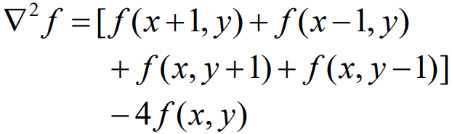 ∇²f = [f(x+1, y) + f(x−1, y)
+ f(x, y+1) + f(x, y−1)]
−4f(x, y)